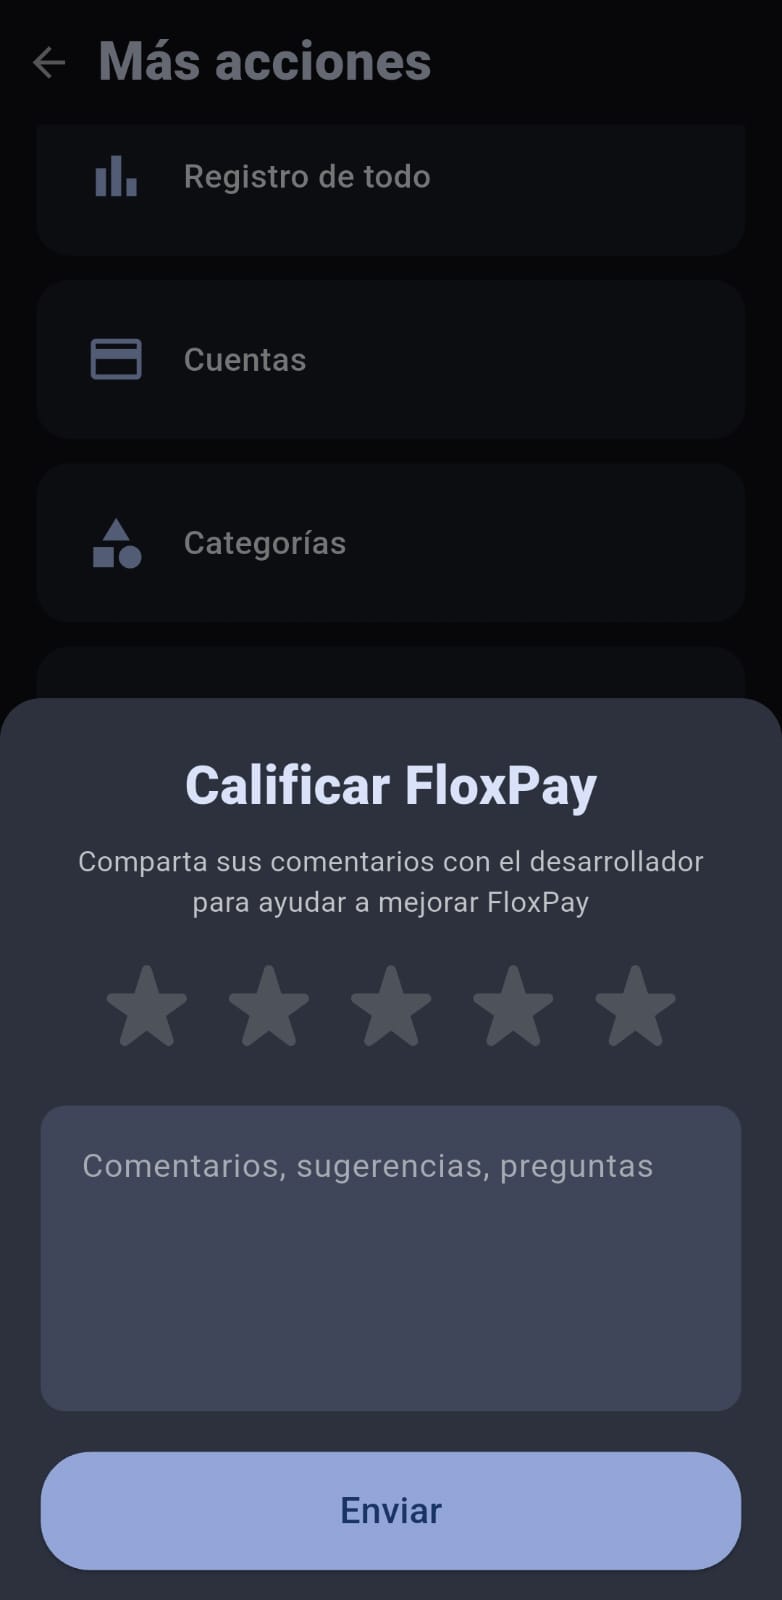 Más acciones
Registro de todo
Cuentas
Categorías
Calificar FloxPay
Comparta sus comentarios con el desarrollador
para ayudar a mejorar FloxPay
Comentarios, sugerencias, preguntas
Enviar